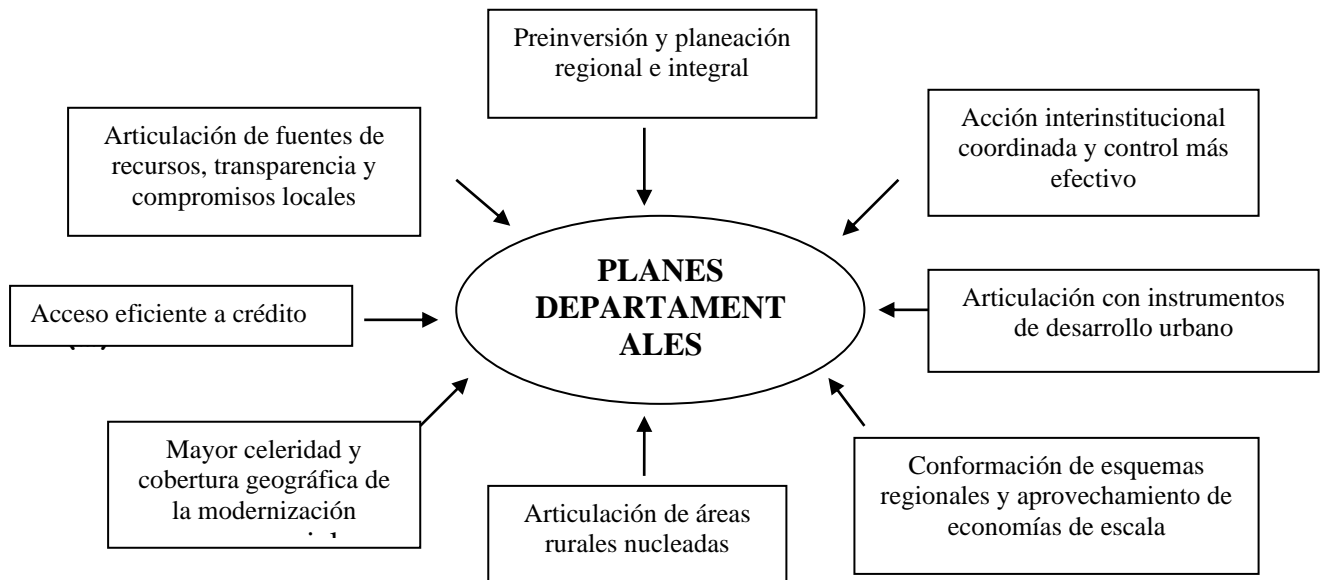 Preinversión y planeación
regional e integral
Articulación de fuentes de
recursos, transparencia y
compromisos locales
Acción interinstitucional
coordinada y control más
efectivo
PLANES
DEPARTAMENT
ALES
Acceso eficiente a crédito
Articulación con instrumentos
de desarrollo urbano
Mayor celeridad y
cobertura geográfica de
la modernización
Articulación de áreas
rurales nucleadas
Conformación de esquemas
regionales y aprovechamiento de
economías de escala